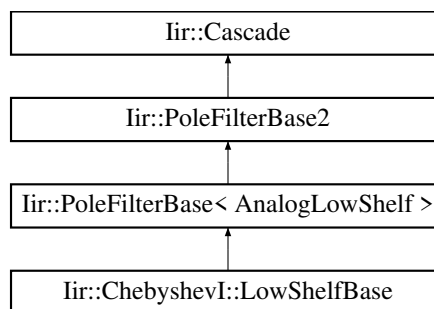 Iir::Cascade
Iir::PoleFilterBase2
Iir::PoleFilterBase< AnalogLowShelf >
Iir::ChebyshevI::LowShelfBase